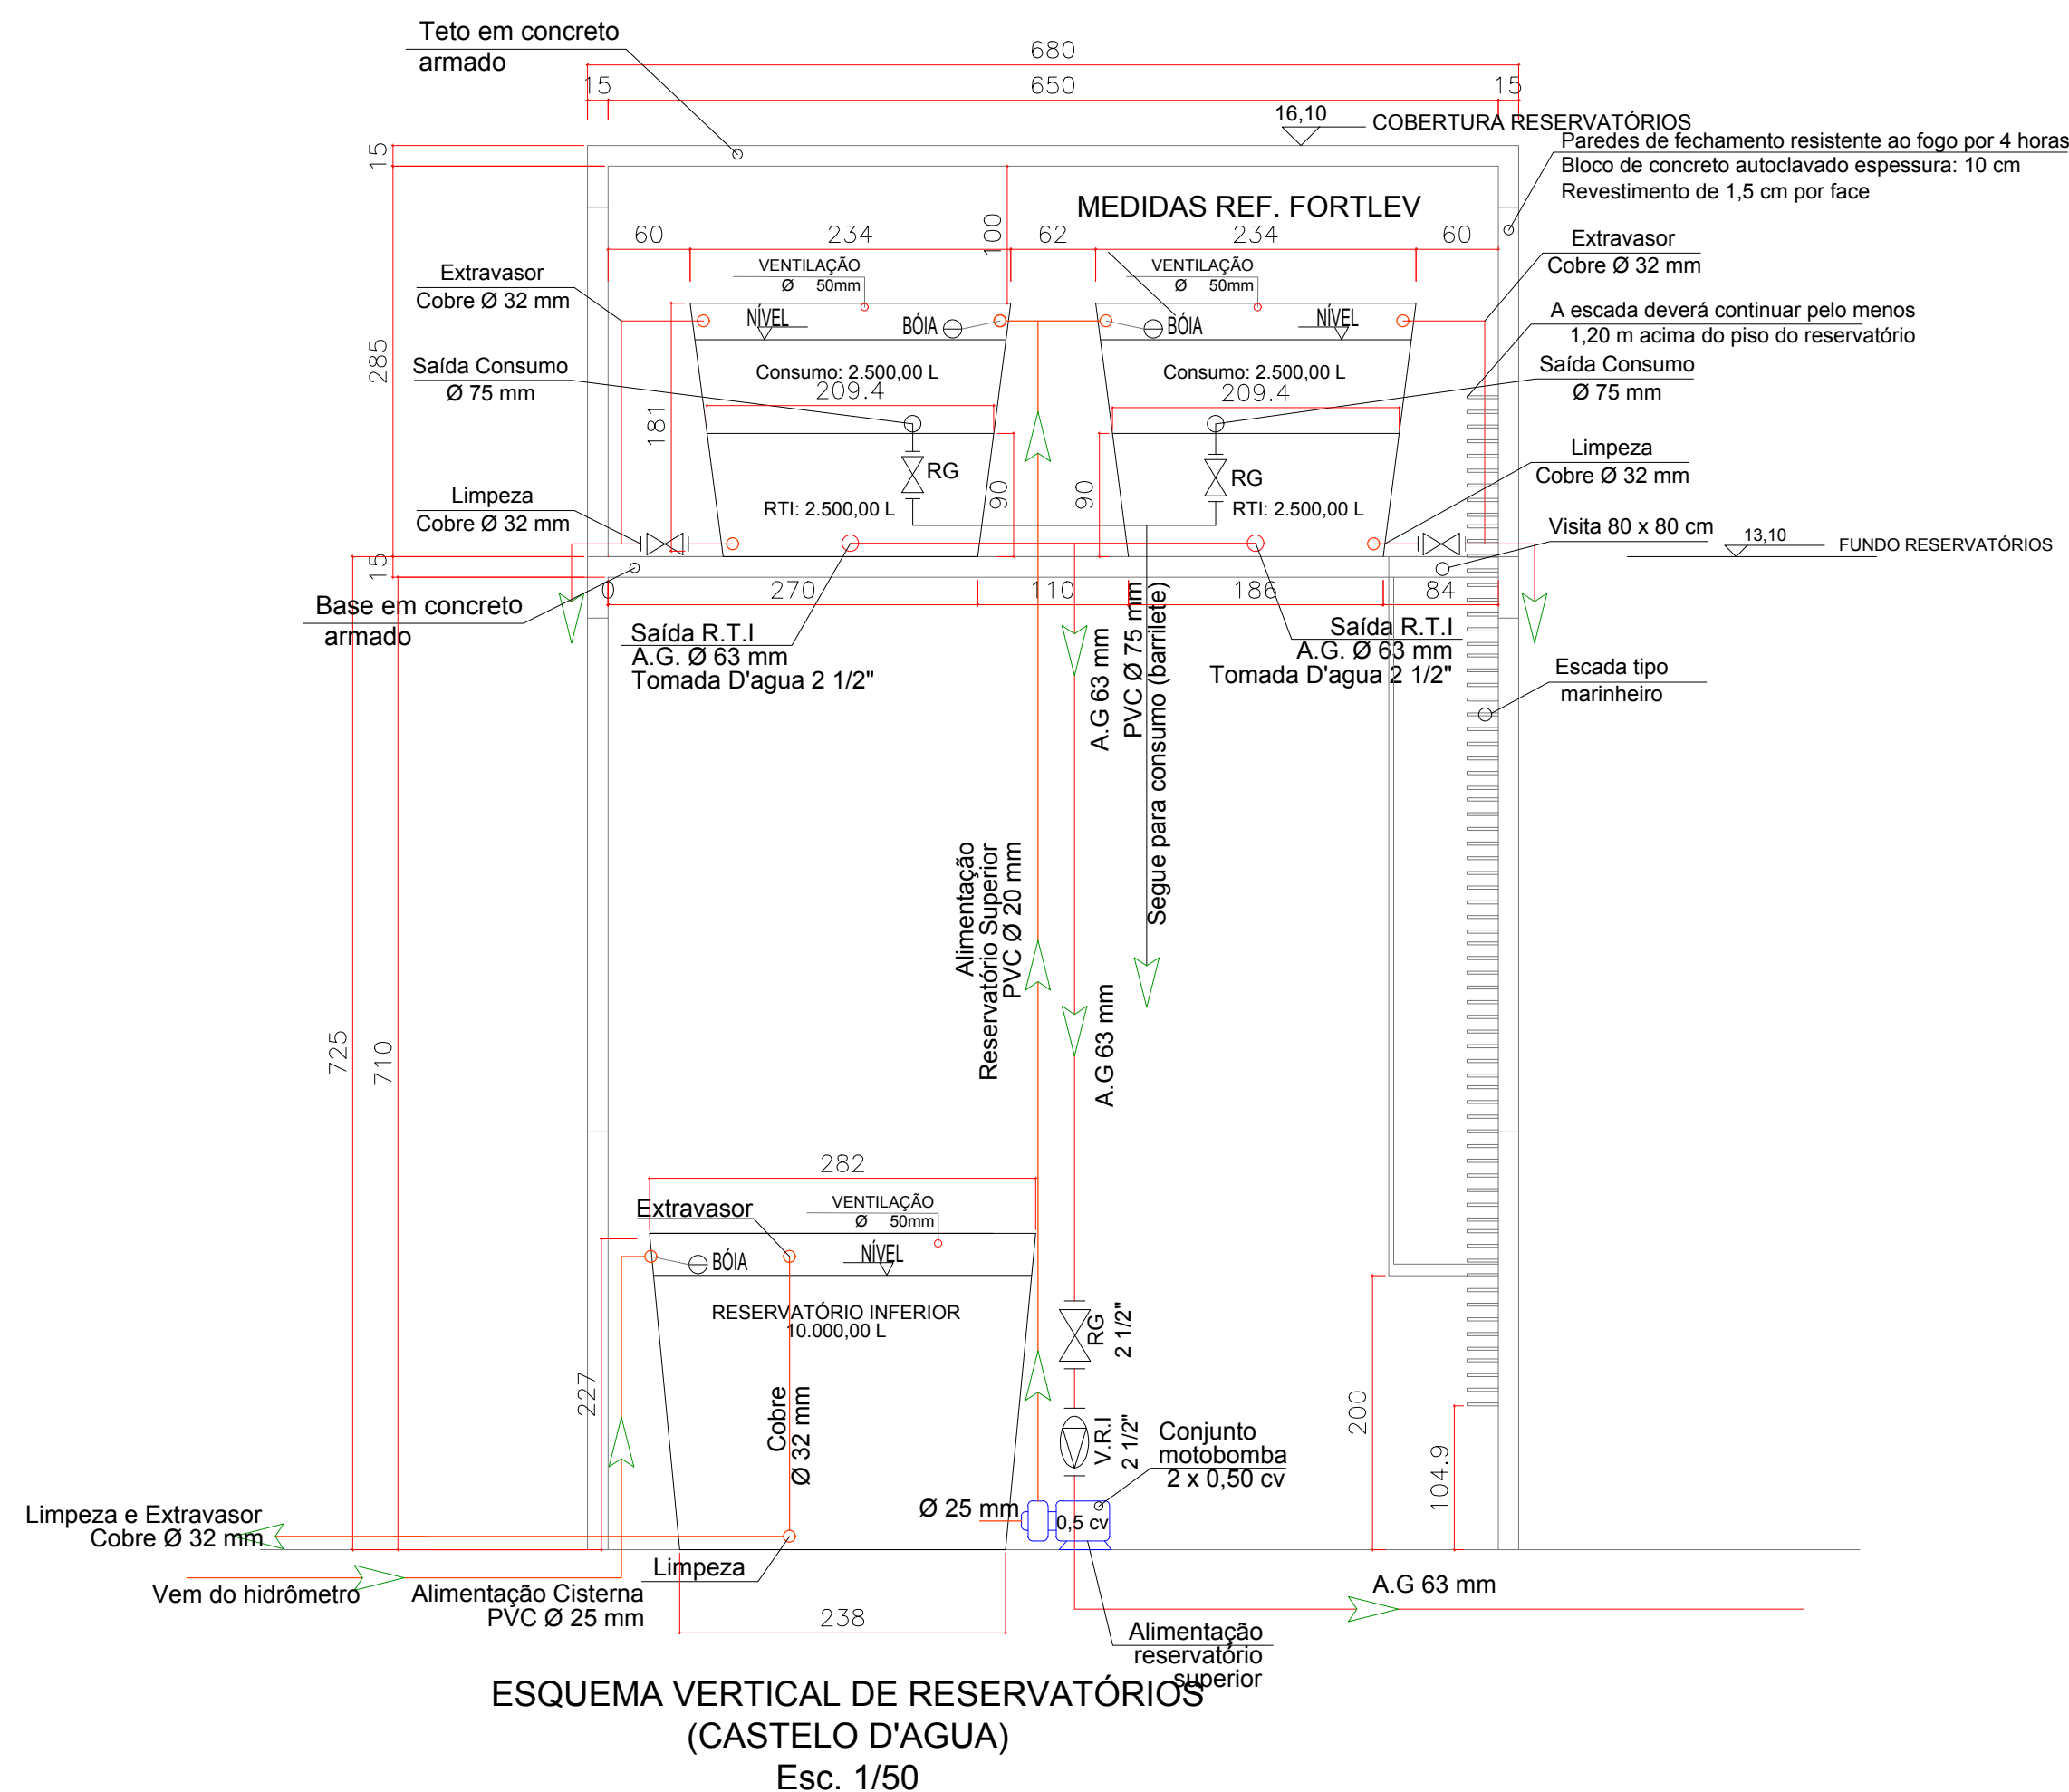 Teto em concreto
armado
680
15
650
15
16,10
COBERTURA RESERVATÓRIOS
Paredes de fechamento resistente ao fogo por 4 horas
Bloco de concreto autoclavado espessura: 10 cm
Revestimento de 1,5 cm por face
15
MEDIDAS REF. FORTLEV
60
234
100
62
234
60
Extravasor
Cobre Ø 32 mm
VENTILAÇÃO
Ø 50mm
VENTILAÇÃO
Ø 50mm
Extravasor
Cobre Ø 32 mm
NÍVEL
BÓIA
BÓIA
NÍVEL
A escada deverá continuar pelo menos
1,20 m acima do piso do reservatório
285
Saída Consumo
Ø 75 mm
Consumo: 2.500,00 L
209.4
Consumo: 2.500,00 L
209.4
Saída Consumo
Ø 75 mm
181
RG
RG
90
90
Limpeza
Cobre Ø 32 mm
RTI: 2.500,00 L
RTI: 2.500,00 L
Limpeza
Cobre Ø 32 mm
Visita 80 x 80 cm
13,10
FUNDO RESERVATÓRIOS
15
0
270
110
186
84
Base em concreto
armado
Saída R.T.I
A.G. Ø 63 mm
Tomada D'agua 2 1/2"
A.G 63 mm
PVC Ø 75 mm
Segue para consumo (barrilete)
Saída R.T.I
A.G. Ø 63 mm
Tomada D'agua 2 1/2"
Escada tipo
marinheiro
Alimentação
Reservatório Superior
PVC Ø 20 mm
A.G 63 mm
725
710
282
Extravasor
VENTILAÇÃO
Ø 50mm
BÓIA
NÍVEL
RESERVATÓRIO INFERIOR
10.000,00 L
RG
2 1/2"
227
Cobre
Ø 32 mm
V.R.I
2 1/2"
Conjunto
motobomba
2 x 0,50 cv
200
104.9
Ø 25 mm
0,5 cv
Limpeza e Extravasor
Cobre Ø 32 mm
Limpeza
Vem do hidrômetro
Alimentação Cisterna
PVC Ø 25 mm
A.G 63 mm
238
Alimentação
reservatório
superior
ESQUEMA VERTICAL DE RESERVATÓRIOS
(CASTELO D'AGUA)
Esc. 1/50